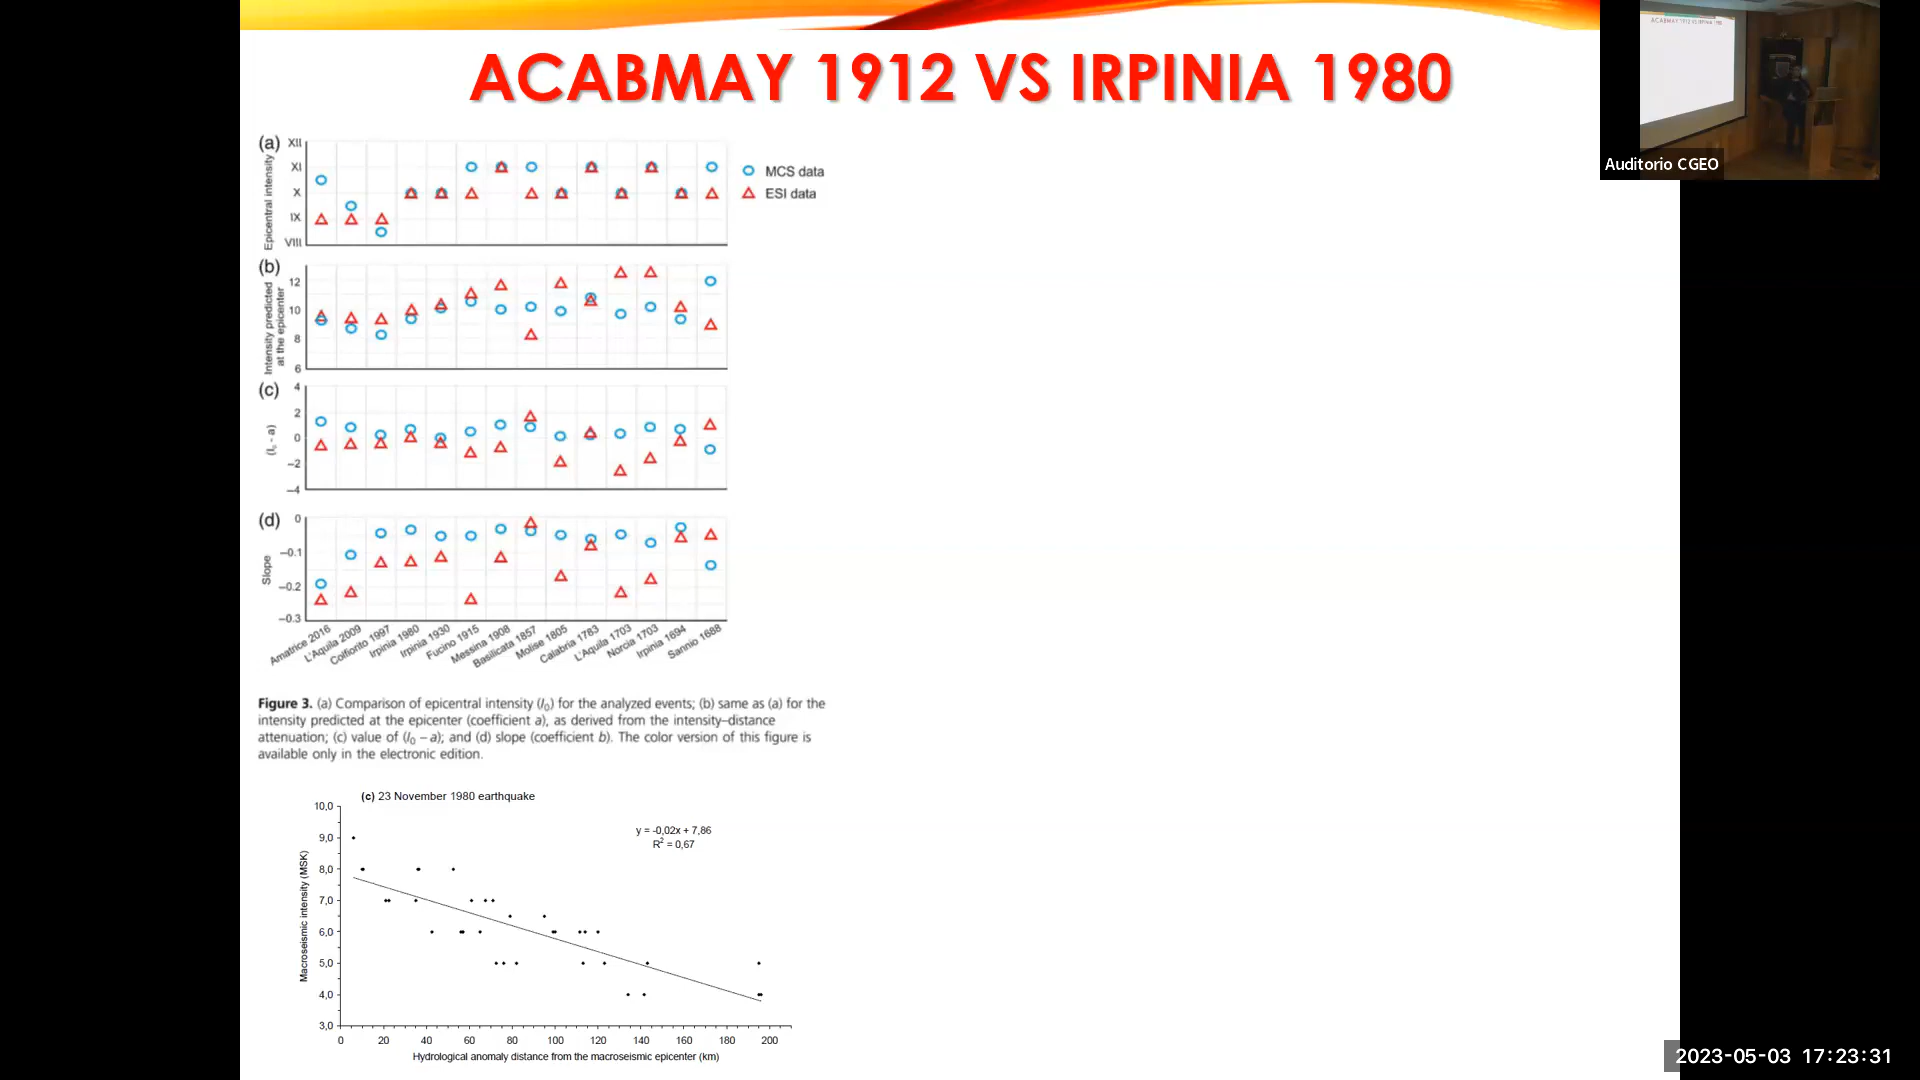 ACABMAY 1912 VS IRPINIA 1980
Auditorio CGEO
(a)
XII
XI
X
IX
VIII
Epicentral intensity
MCS data
ESI data
(b)
12
10
8
6
Intensity predicted
at the epicenter
(c)
4
2
0
−2
−4
(I₀ - a)
(d)
0
−0.1
−0.2
−0.3
Slope
Amatrice 2016
L'Aquila 2009
Colfiorito 1997
Irpinia 1980
Irpinia 1930
Fucino 1915
Messina 1908
Basilicata 1857
Molise 1805
Calabria 1783
L'Aquila 1703
Norcia 1703
Irpinia 1694
Sannio 1688
Figure 3. (a) Comparison of epicentral intensity (I₀) for the analyzed events; (b) same as (a) for the
intensity predicted at the epicenter (coefficient a), as derived from the intensity–distance
attenuation; (c) value of (I₀ – a); and (d) slope (coefficient b). The color version of this figure is
available only in the electronic edition.
(c) 23 November 1980 earthquake
y = -0,02x + 7,86
R² = 0,67
10,0
9,0
8,0
7,0
6,0
5,0
4,0
3,0
Macroseismic intensity (MSK)
0 20 40 60 80 100 120 140 160 180 200
Hydrological anomaly distance from the macroseismic epicenter (km)
2023-05-03 17:23:31